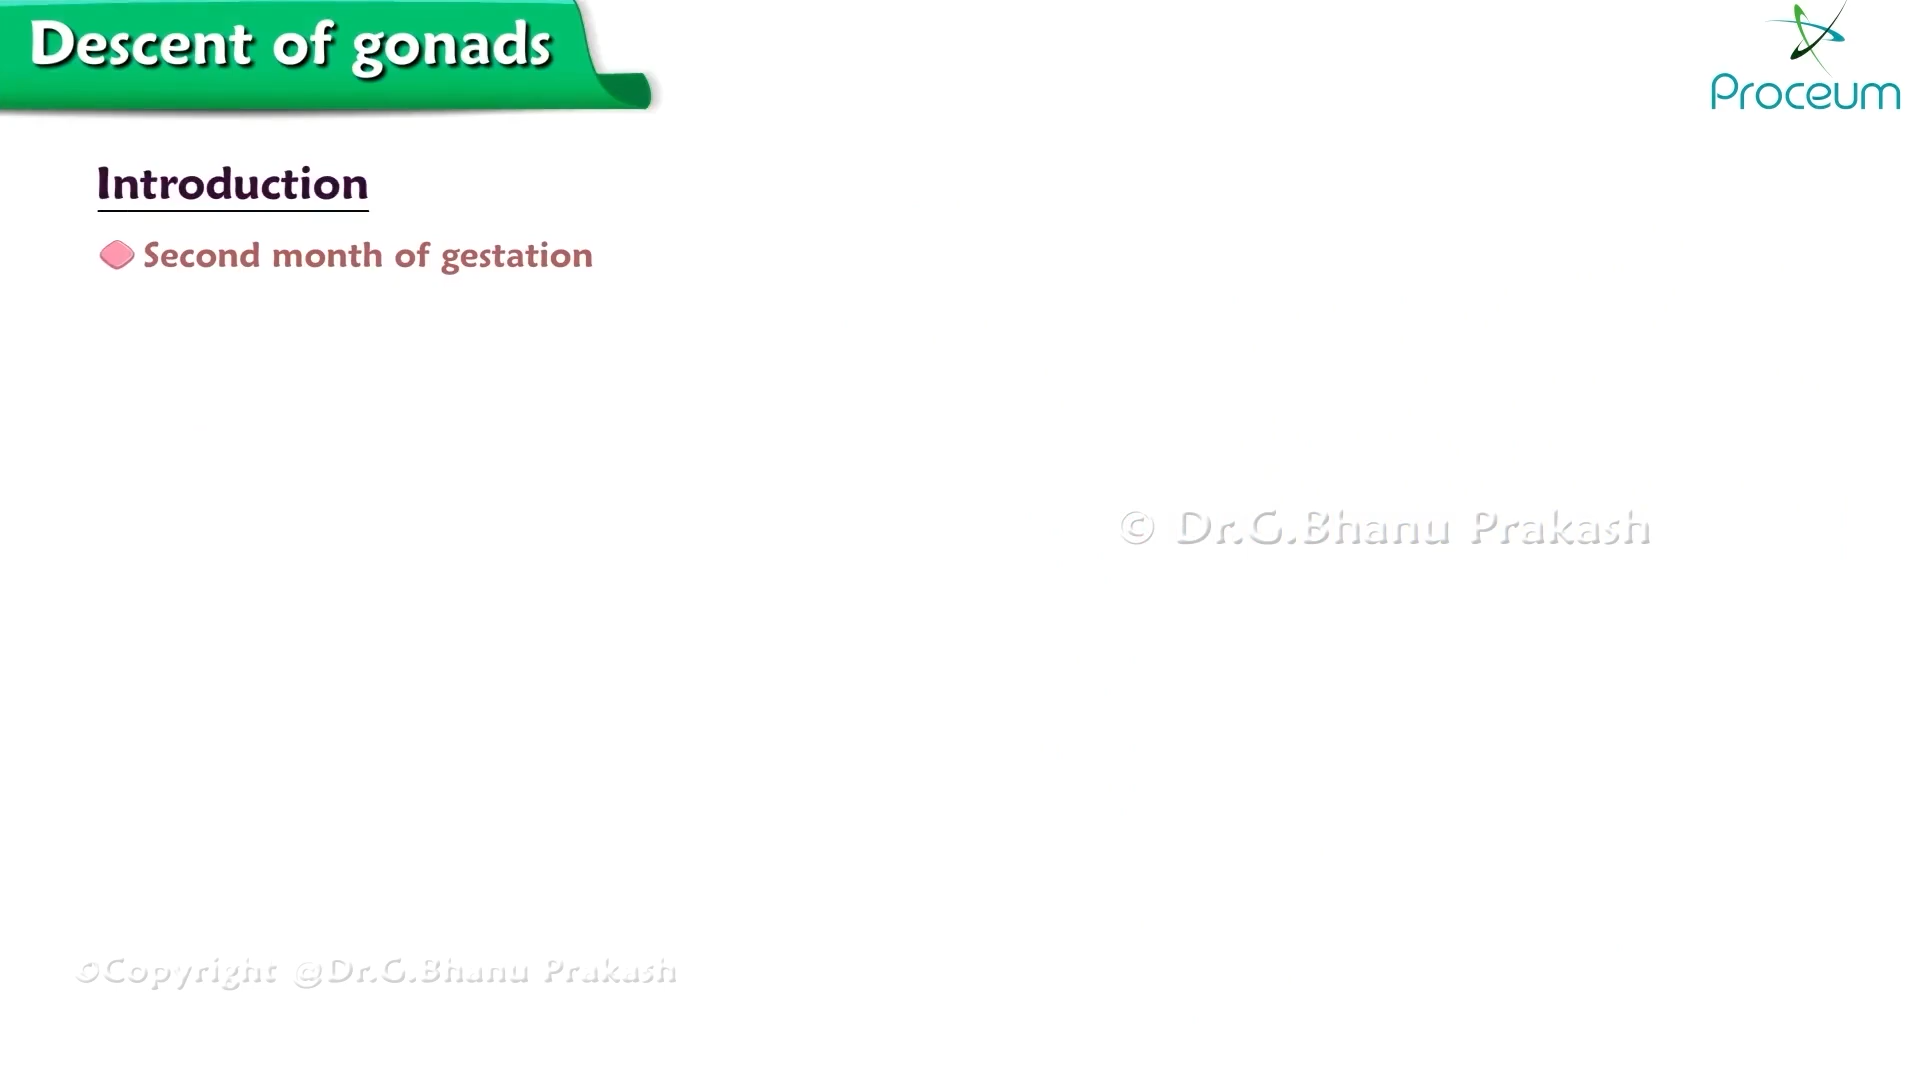 Descent of gonads
Proceum
Introduction
Second month of gestation
© Dr.G.Bhanu Prakash
©Copyright @Dr.G.Bhanu Prakash